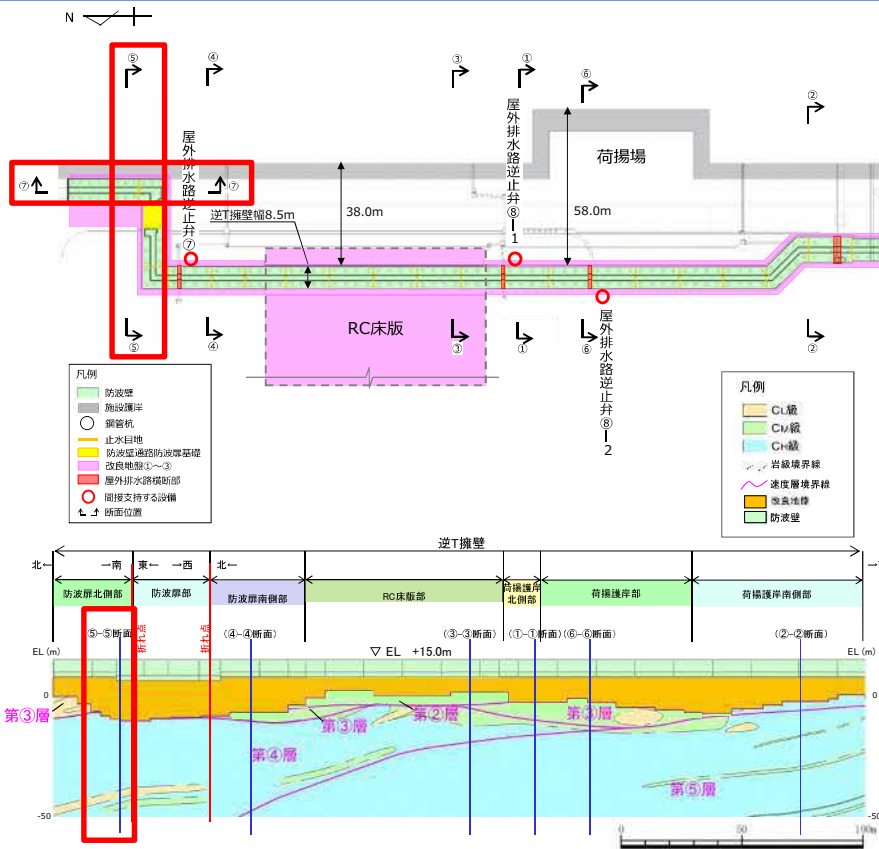 N
⑤
④
③
①
⑥
②
屋外排水路逆止弁⑦
屋外排水路逆止弁⑧-1
荷揚場
⑦
⑦
逆T擁壁幅8.5m
38.0m
58.0m
RC床版
⑤
④
③
①
⑥
②
屋外排水路逆止弁⑧-2
凡例
防波壁
施設護岸
鋼管杭
止水目地
防波壁通路防波扉基礎
改良地盤①~③
屋外排水路横断部
間接支持する設備
断面位置
凡例
CL級
CM級
CH級
岩級境界線
速度層境界線
改良地盤
防波壁
逆T擁壁
北←
→南
東←
→西
北←
防波扉北側部
防波扉部
防波扉南側部
RC床版部
荷揚護岸北側部
荷揚護岸部
荷揚護岸南側部
(⑤-⑤断面
折れ点
折れ点
(④-④断面)
(③-③断面)
(①-①断面)
(⑥-⑥断面)
(②-②断面)
EL (m)
▽ EL +15.0m
EL (m)
0
0
第③層
第③層
第②層
第③層
第④層
第⑤層
-50
-50
0
50
100m